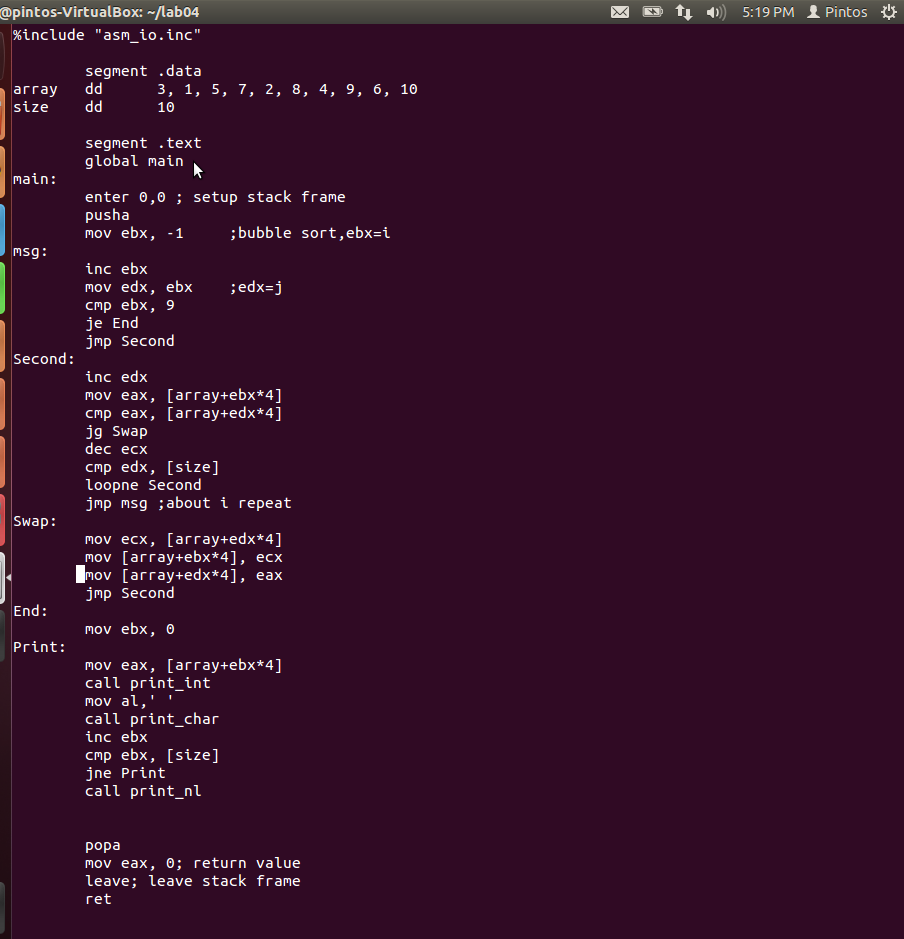 @pintos-VirtualBox: ~/lab04 5:19 PM Pintos
%include "asm_io.inc"
segment .data
array dd 3, 1, 5, 7, 2, 8, 4, 9, 6, 10
size dd 10
segment .text
global main
main:
enter 0,0 ; setup stack frame
pusha
mov ebx, -1 ;bubble sort,ebx=i
msg:
inc ebx
mov edx, ebx ;edx=j
cmp ebx, 9
je End
jmp Second
Second:
inc edx
mov eax, [array+ebx*4]
cmp eax, [array+edx*4]
jg Swap
dec ecx
cmp edx, [size]
loopne Second
jmp msg ;about i repeat
Swap:
mov ecx, [array+edx*4]
mov [array+ebx*4], ecx
mov [array+edx*4], eax
jmp Second
End:
mov ebx, 0
Print:
mov eax, [array+ebx*4]
call print_int
mov al,' '
call print_char
inc ebx
cmp ebx, [size]
jne Print
call print_nl
popa
mov eax, 0; return value
leave; leave stack frame
ret